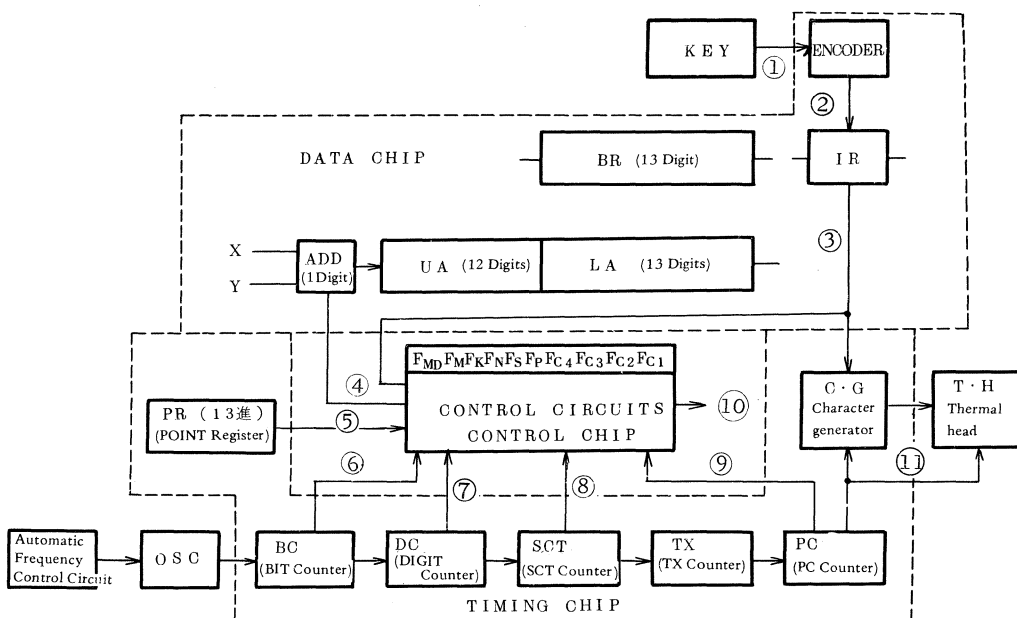 KEY
①
ENCODER
②
DATA CHIP
BR (13 Digit)
IR
③
X
Y
ADD
(1Digit)
UA (12 Digits)
LA (13 Digits)
FMD FM FK FN FS FP FC4 FC3 FC2 FC1
④
CONTROL CIRCUITS
CONTROL CHIP
⑩
PR (13進)
(POINT Register)
⑤
C・G
Character
generator
T・H
Thermal
head
⑥
⑦
⑧
⑨
⑪
Automatic
Frequency
Control Circuit
OSC
BC
(BIT Counter)
DC
(DIGIT
Counter)
SCT
(SCT Counter)
TX
(TX Counter)
PC
(PC Counter)
TIMING CHIP